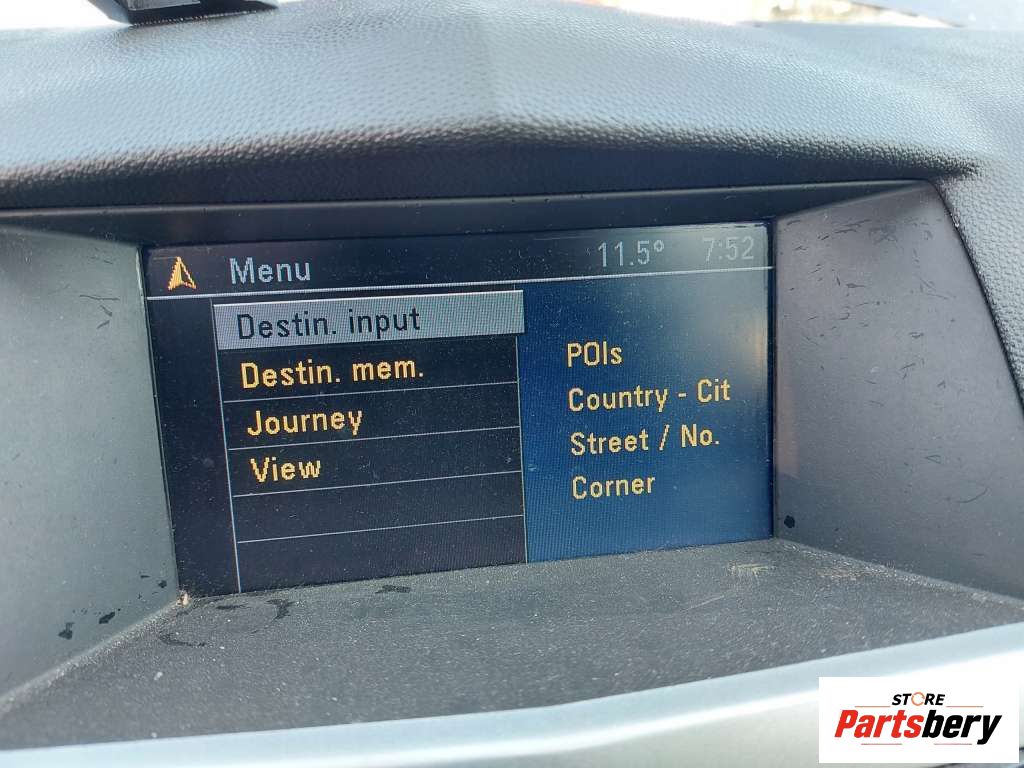 Menu 11.5° 7:52
Destin. input
Destin. mem.
Journey
View
POIs
Country - Cit
Street / No.
Corner
STORE
Partsbery